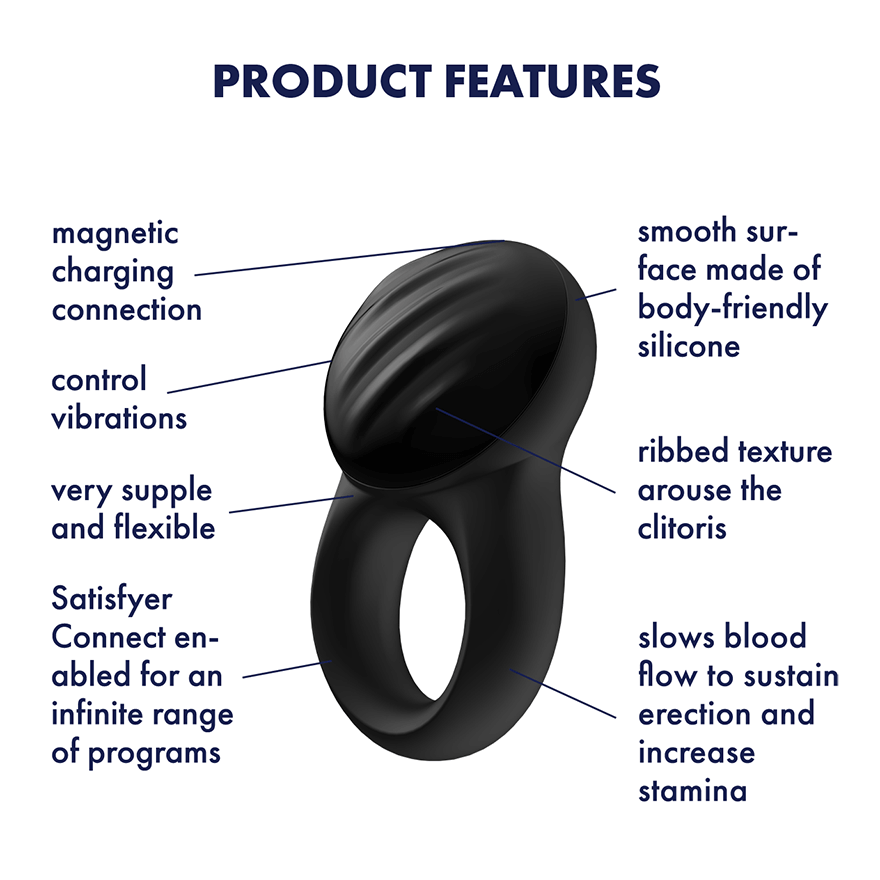 PRODUCT FEATURES
magnetic
charging
connection
control
vibrations
very supple
and flexible
Satisfyer
Connect en-
abled for an
infinite range
of programs
smooth sur-
face made of
body-friendly
silicone
ribbed texture
arouse the
clitoris
slows blood
flow to sustain
erection and
increase
stamina